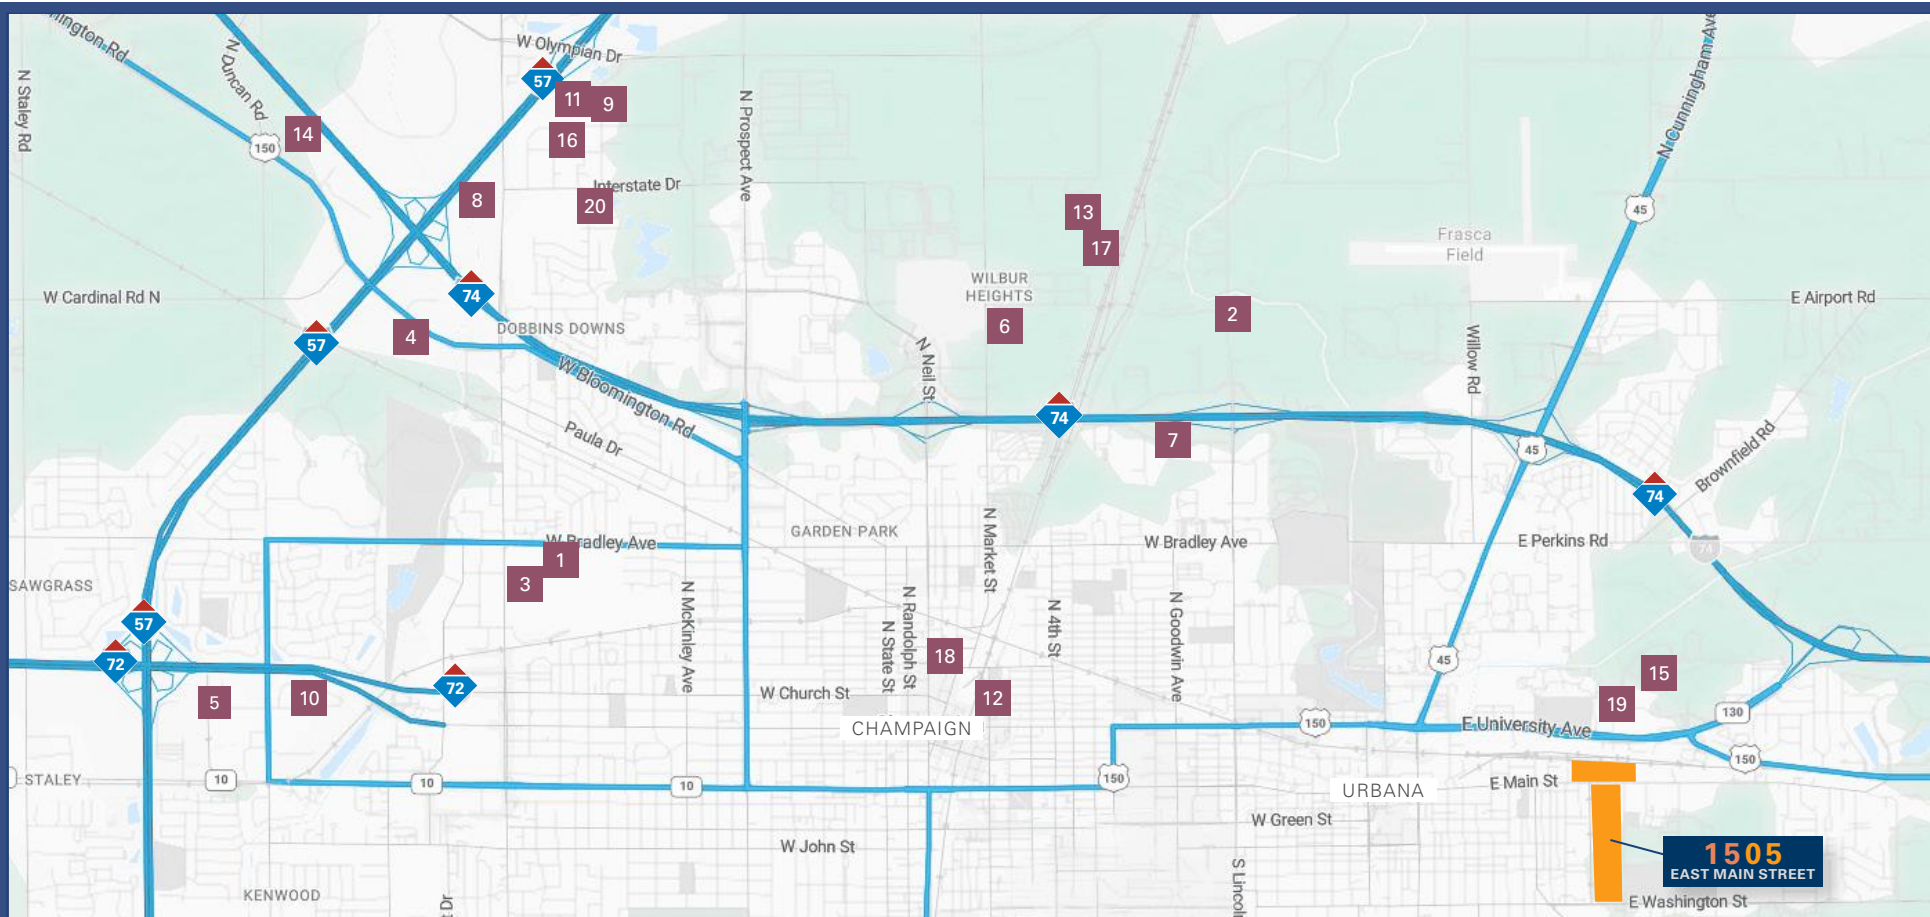 ington Rd
N Duncan Rd
W Olympian Dr
57
N Staley Rd
150
14
11
9
16
N Prospect Ave
N Cunningham Ave
45
8
Interstate Dr
20
13
17
Frasca
Field
W Cardinal Rd N
74
WILBUR
HEIGHTS
E Airport Rd
57
4
DOBBINS DOWNS
6
2
N Neil St
Willow Rd
W Bloomington Rd
74
7
Paula Dr
45
Brownfield Rd
74
GARDEN PARK
N Market St
W Bradley Ave
1
3
W Bradley Ave
E Perkins Rd
74
SAWGRASS
57
72
N McKinley Ave
N Randolph St
N State St
N 4th St
N Goodwin Ave
18
45
15
5
10
72
W Church St
12
19
130
CHAMPAIGN
150
E University Ave
150
STALEY
10
10
10
150
URBANA
E Main St
W Green St
W John St
1505
EAST MAIN STREET
S Lincol
KENWOOD
E Washington St